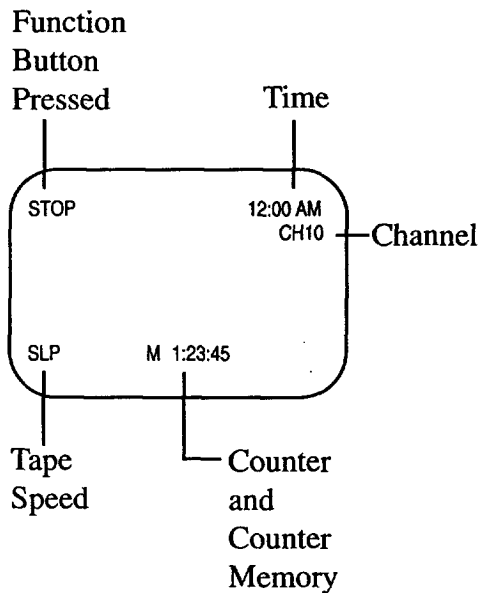 Function
Button
Pressed
Time
STOP
12:00 AM
CH10
Channel
SLP
M 1:23:45
Tape
Speed
Counter
and
Counter
Memory